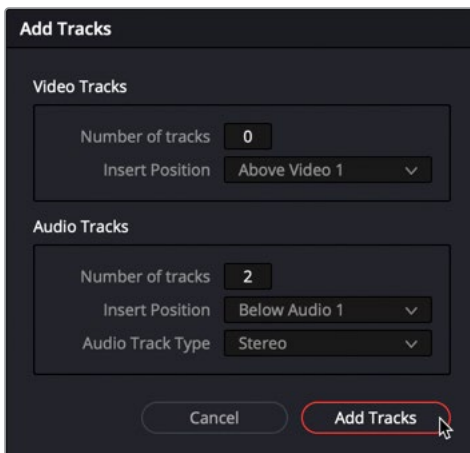 Add Tracks
Video Tracks
Number of tracks 0
Insert Position Above Video 1
Audio Tracks
Number of tracks 2
Insert Position Below Audio 1
Audio Track Type Stereo
Cancel Add Tracks